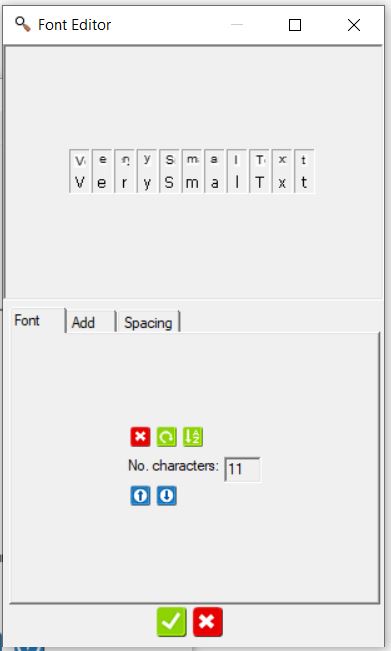 Font Editor
V e r y S m a l T x t
V e r y S m a l T x t
Font Add Spacing
No. characters: 11